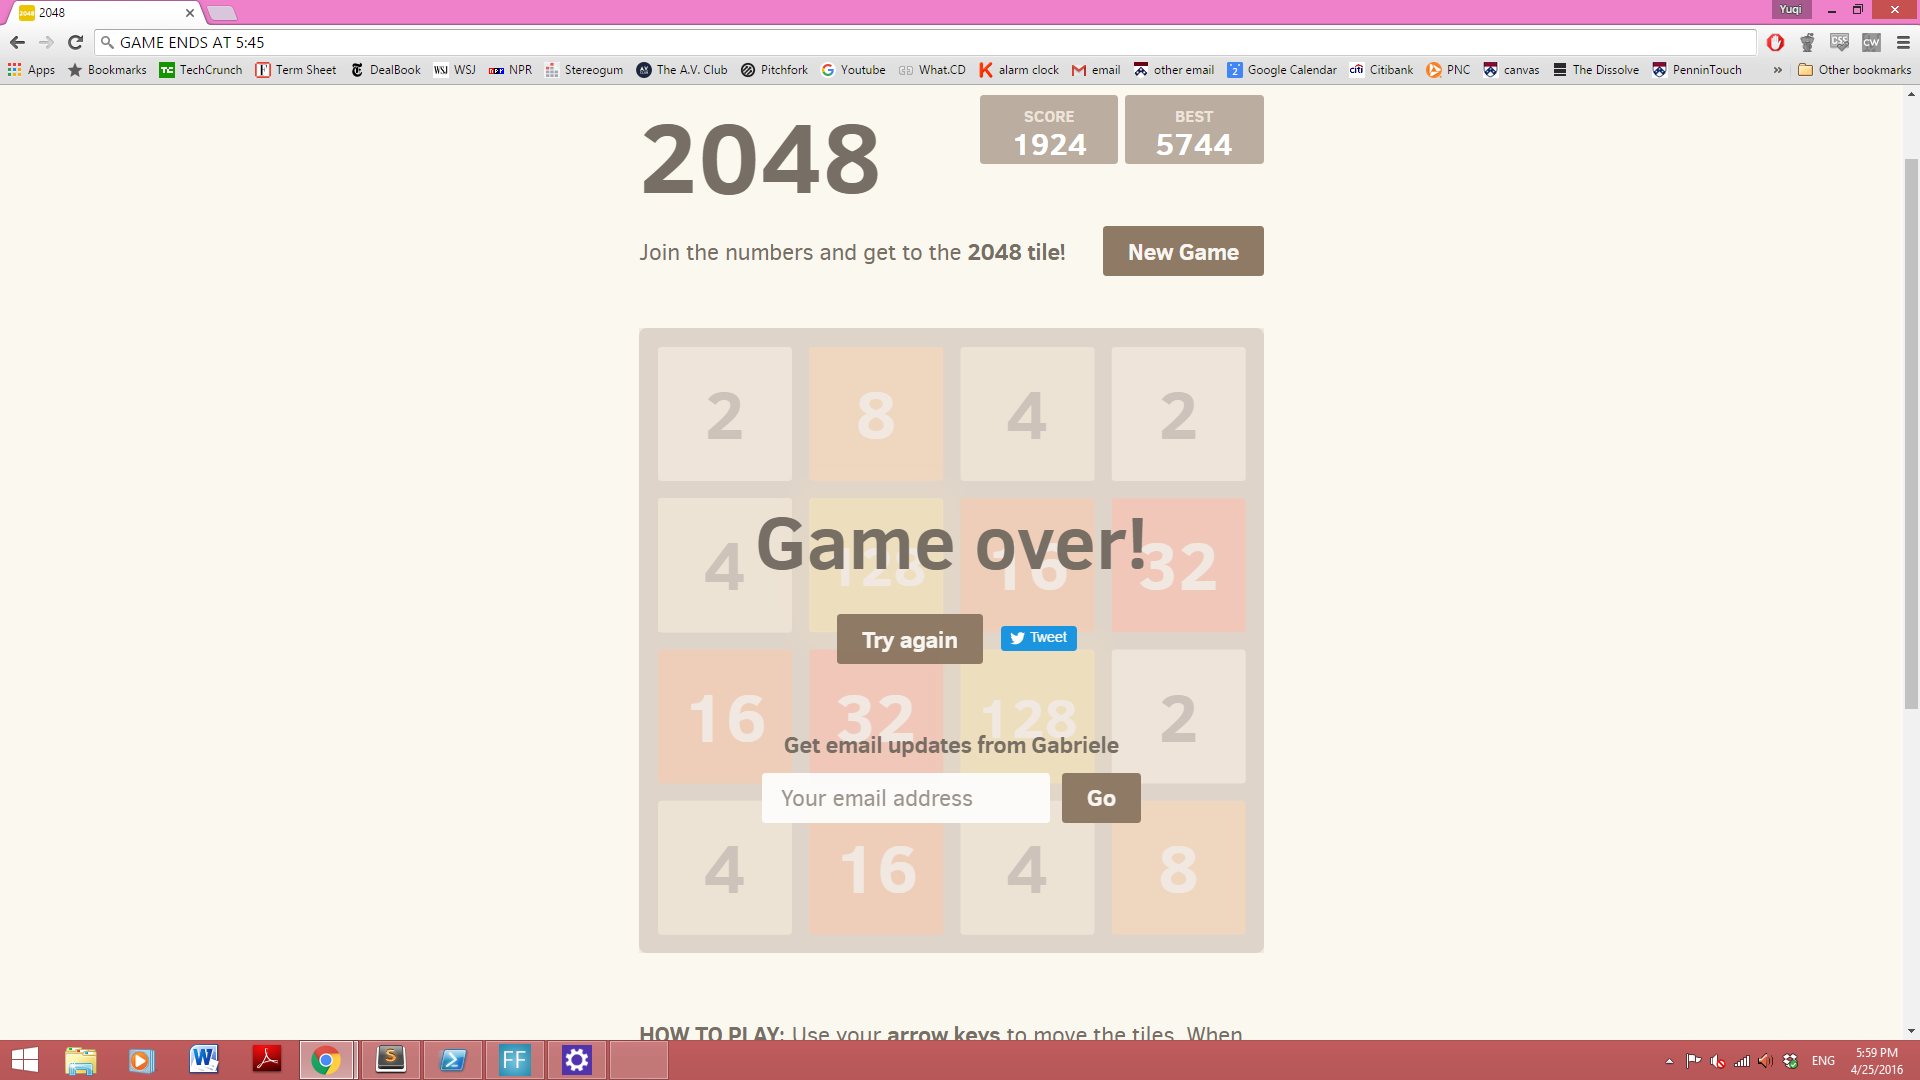 2048
Yuqi
GAME ENDS AT 5:45
Apps Bookmarks TechCrunch Term Sheet DealBook WSJ NPR Stereogum The A.V. Club Pitchfork Youtube What.CD alarm clock email other email Google Calendar Citibank PNC canvas The Dissolve PenninTouch » Other bookmarks
2048
SCORE
1924
BEST
5744
Join the numbers and get to the 2048 tile!
New Game
2 8 4 2
4 128 16 32
Game over!
Try again
Tweet
16 32 128 2
Get email updates from Gabriele
Your email address
Go
4 16 4 8
HOW TO PLAY: Use your arrow keys to move the tiles. When
ENG
5:59 PM
4/25/2016